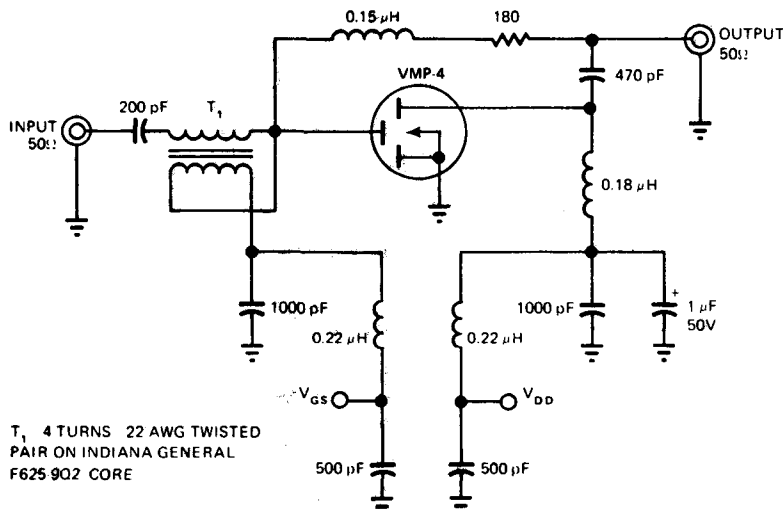 0.15 µH
180
OUTPUT
50Ω
VMP-4
470 pF
200 pF
T₁
INPUT
50Ω
0.18 µH
1000 pF
0.22 µH
0.22 µH
1000 pF
+
1 µF
50V
V_GS
V_DD
500 pF
500 pF
T₁ 4 TURNS 22 AWG TWISTED
PAIR ON INDIANA GENERAL
F625-9Q2 CORE